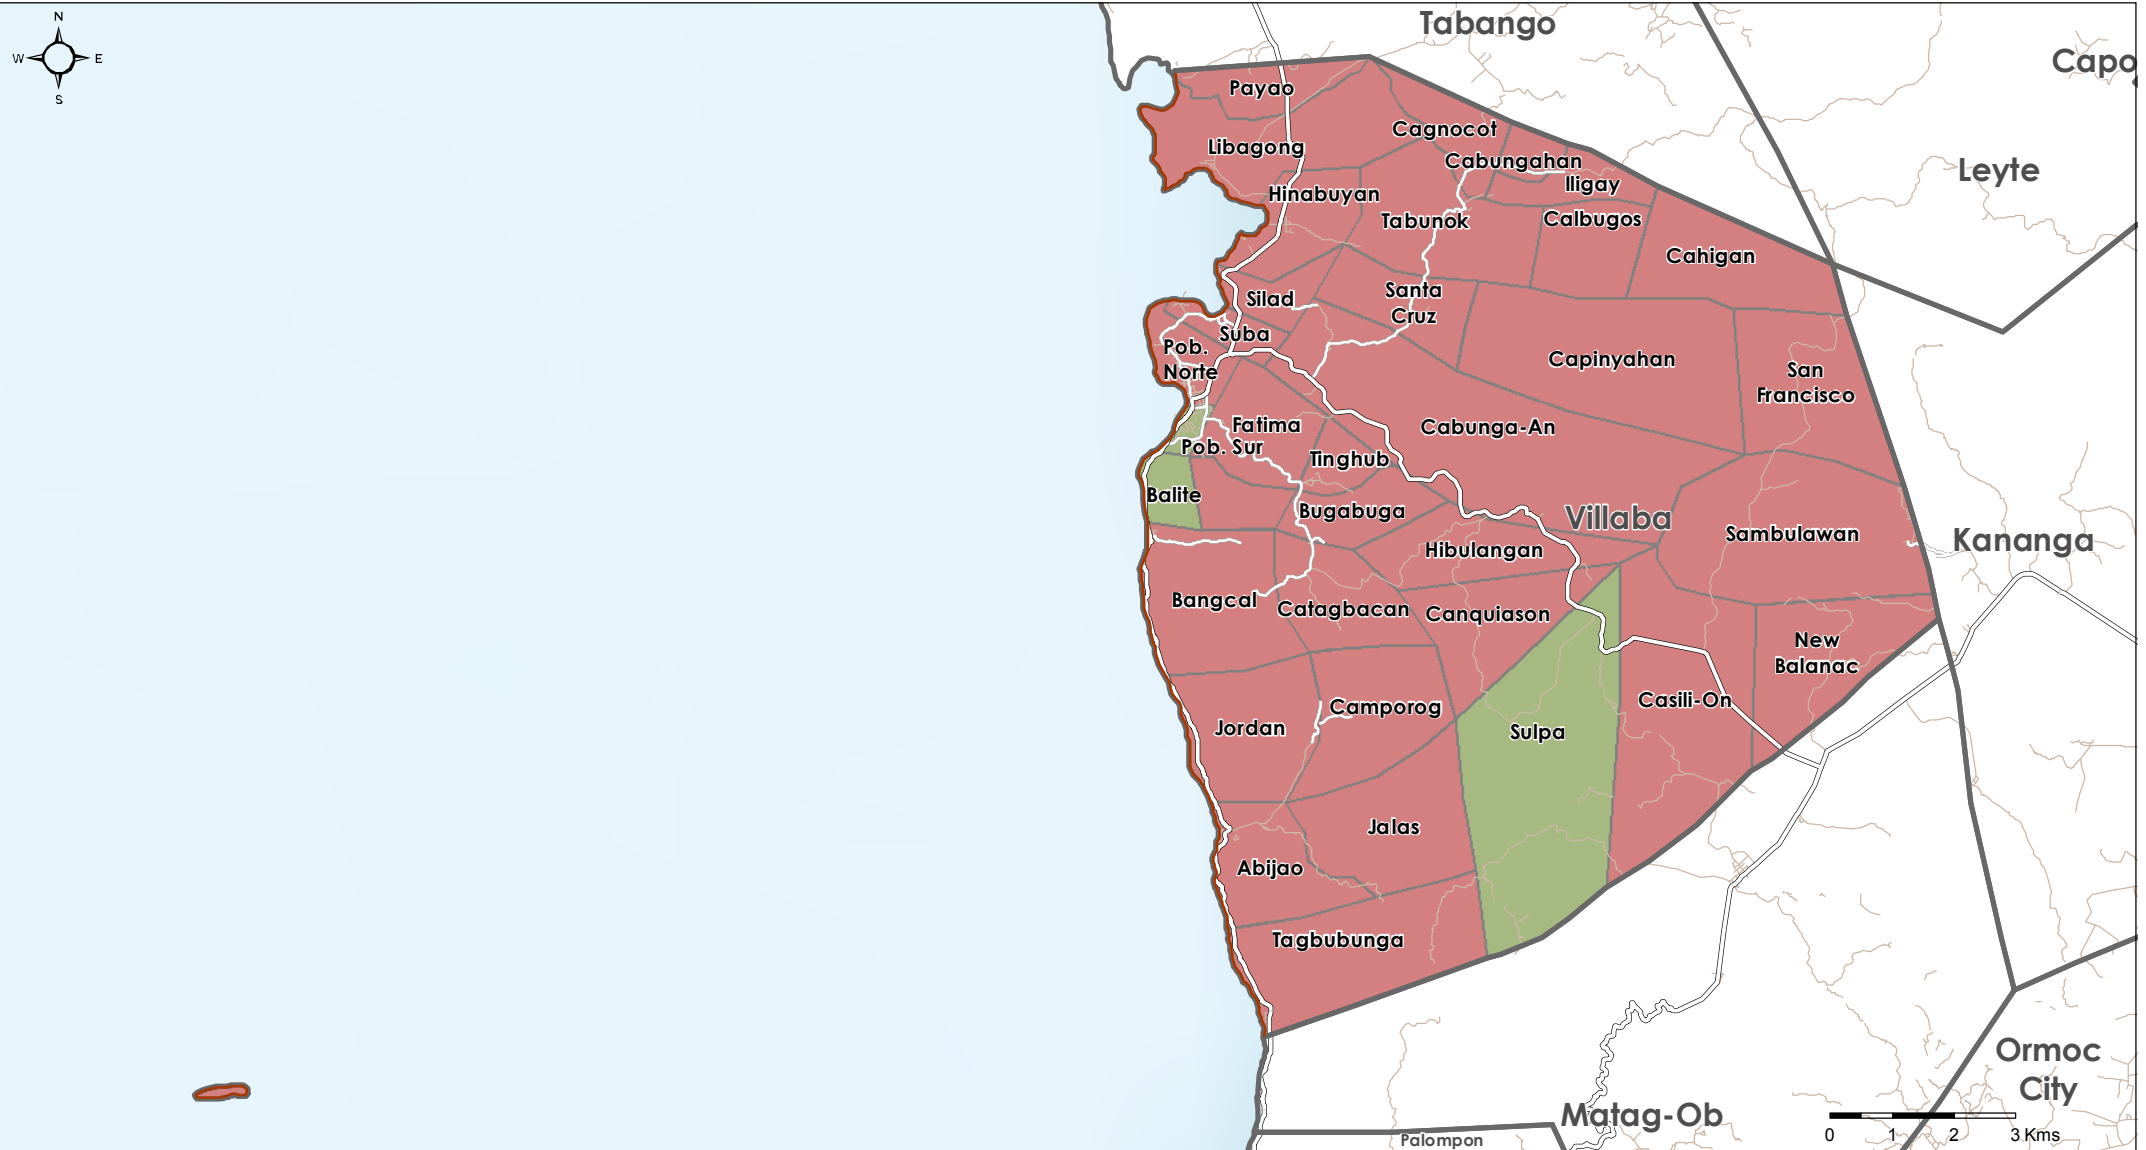 N
W
E
S
Tabango
Capo
Payao
Cagnocot
Libagong
Cabungahan
Leyte
Iligay
Hinabuyan
Tabunok
Calbugos
Cahigan
Silad
Santa
Cruz
Suba
Pob.
Norte
Capinyahan
San
Francisco
Fatima
Cabunga-An
Pob. Sur
Tinghub
Balite
Bugabuga
Villaba
Sambulawan
Kananga
Hibulangan
Bangcal
Catagbacan
Canquiason
New
Balanac
Casili-On
Camporog
Jordan
Sulpa
Jalas
Abijao
Tagbubunga
Ormoc
City
Matag-Ob
Palompon
0 1 2 3 Kms